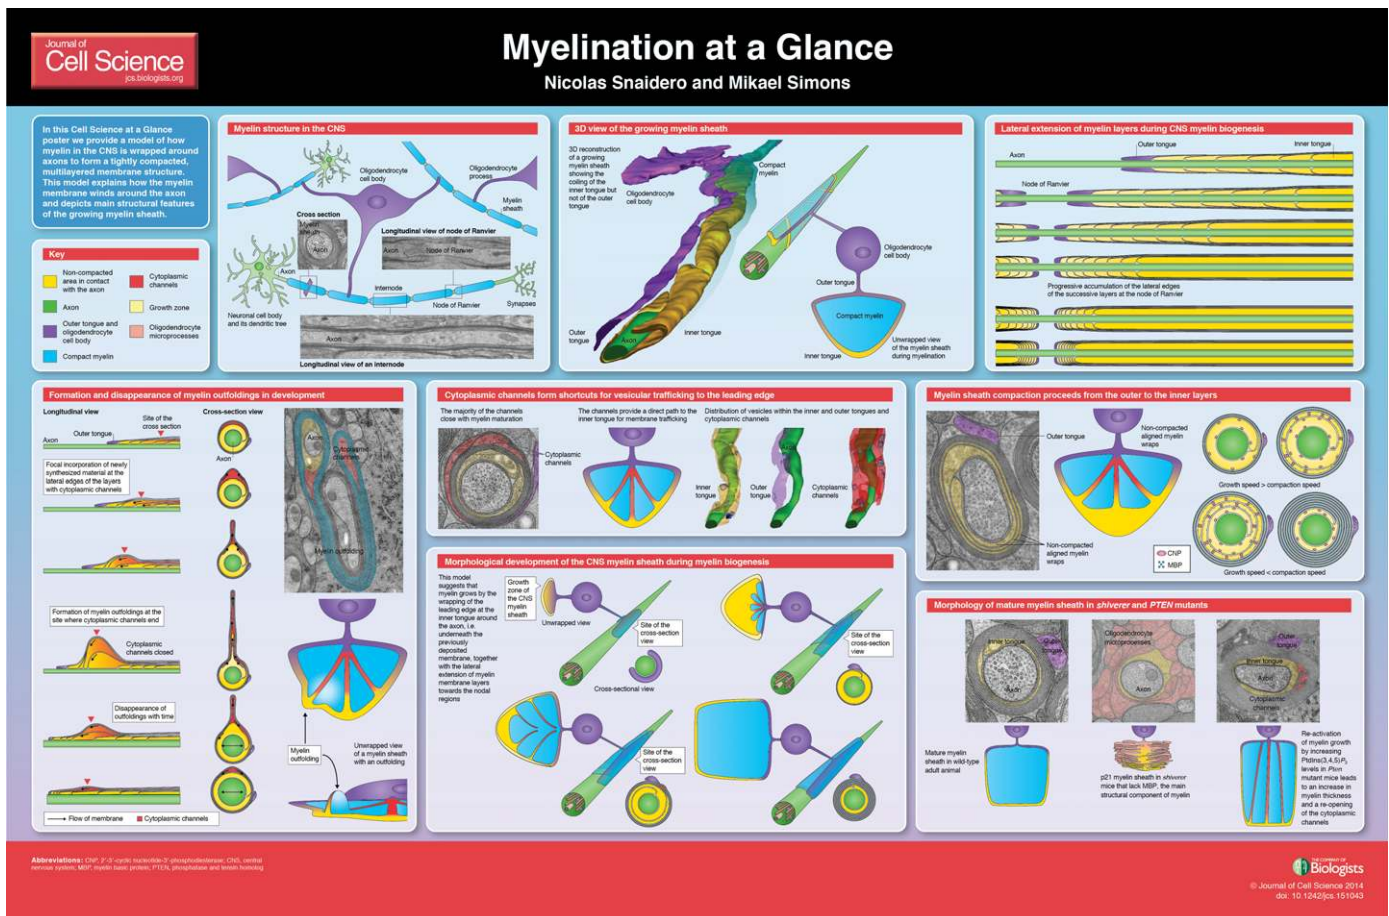 Journal of
Cell Science
jcs.biologists.org
Myelination at a Glance
Nicolas Snaidero and Mikael Simons
In this Cell Science at a Glance
poster we provide a model of how
myelin in the CNS is wrapped around
axons to form a tightly compacted,
multilayered membrane structure.
This model explains how the myelin
membrane winds around the axon
and depicts main structural features
of the growing myelin sheath.
Key
Non-compacted
area in contact
with the axon
Axon
Outer tongue and
oligodendrocyte
cell body
Compact myelin
Cytoplasmic
channels
Growth zone
Oligodendrocyte
microprocesses
Myelin structure in the CNS
Oligodendrocyte
cell body
Oligodendrocyte
process
Myelin
sheath
Cross section
Myelin
sheath
Axon
Longitudinal view of node of Ranvier
Axon
Node of Ranvier
Axon
Internode
Node of Ranvier
Synapses
Neuronal cell body
and its dendritic tree
Axon
Longitudinal view of an internode
3D view of the growing myelin sheath
3D reconstruction
of a growing
myelin sheath
showing the
coiling of the
inner tongue but
not of the outer
tongue
Oligodendrocyte
cell body
Compact
myelin
Outer
tongue
Axon
Inner tongue
Oligodendrocyte
cell body
Outer tongue
Compact myelin
Inner tongue
Unwrapped view
of the myelin sheath
during myelination
Lateral extension of myelin layers during CNS myelin biogenesis
Axon
Outer tongue
Inner tongue
Node of Ranvier
Progressive accumulation of the lateral edges
of the successive layers at the node of Ranvier
Formation and disappearance of myelin outfoldings in development
Longitudinal view
Site of the
cross section
Cross-section view
Outer tongue
Axon
Axon
Focal incorporation of newly
synthesized material at the
lateral edges of the layers
with cytoplasmic channels
Formation of myelin outfoldings at the
site where cytoplasmic channels end
Cytoplasmic
channels closed
Disappearance of
outfoldings with time
Flow of membrane
Cytoplasmic channels
Axon
Cytoplasmic
channels
Myelin outfolding
Myelin
outfolding
Unwrapped view
of a myelin sheath
with an outfolding
Cytoplasmic channels form shortcuts for vesicular trafficking to the leading edge
The majority of the channels
close with myelin maturation
Cytoplasmic
channels
The channels provide a direct path to the
inner tongue for membrane trafficking
Distribution of vesicles within the inner and outer tongues and
cytoplasmic channels
Inner
tongue
Outer
tongue
Cytoplasmic
channels
Morphological development of the CNS myelin sheath during myelin biogenesis
This model
suggests that
myelin grows by the
wrapping of the
leading edge at the
inner tongue around
the axon, i.e.
underneath the
previously
deposited
membrane, together
with the lateral
extension of myelin
membrane layers
towards the nodal
regions
Growth
zone of
the CNS
myelin
sheath
Unwrapped view
Site of the
cross-section
view
Cross-sectional view
Site of the
cross-section
view
Site of the
cross-section
view
Myelin sheath compaction proceeds from the outer to the inner layers
Outer tongue
Non-compacted
aligned myelin
wraps
Non-compacted
aligned myelin
wraps
Growth speed > compaction speed
CNP
MBP
Growth speed < compaction speed
Morphology of mature myelin sheath in shiverer and PTEN mutants
Inner tongue
Outer
tongue
Axon
Oligodendrocyte
microprocesses
Axon
Outer
tongue
Inner tongue
Axon
Cytoplasmic
channels
Mature myelin
sheath in wild-type
adult animal
p21 myelin sheath in shiverer
mice that lack MBP, the main
structural component of myelin
Re-activation
of myelin growth
by increasing
PtdIns(3,4,5)P3
levels in Pten
mutant mice leads
to an increase in
myelin thickness
and a re-opening
of the cytoplasmic
channels
Abbreviations: CNP, 2'-3'-cyclic nucleotide-3'-phosphodiesterase; CNS, central
nervous system; MBP, myelin basic protein; PTEN, phosphatase and tensin homolog
THE COMPANY OF
Biologists
© Journal of Cell Science 2014
doi: 10.1242/jcs.151043